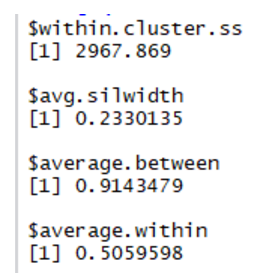 $within.cluster.ss
[1] 2967.869
$avg.silwidth
[1] 0.2330135
$average.between
[1] 0.9143479
$average.within
[1] 0.5059598